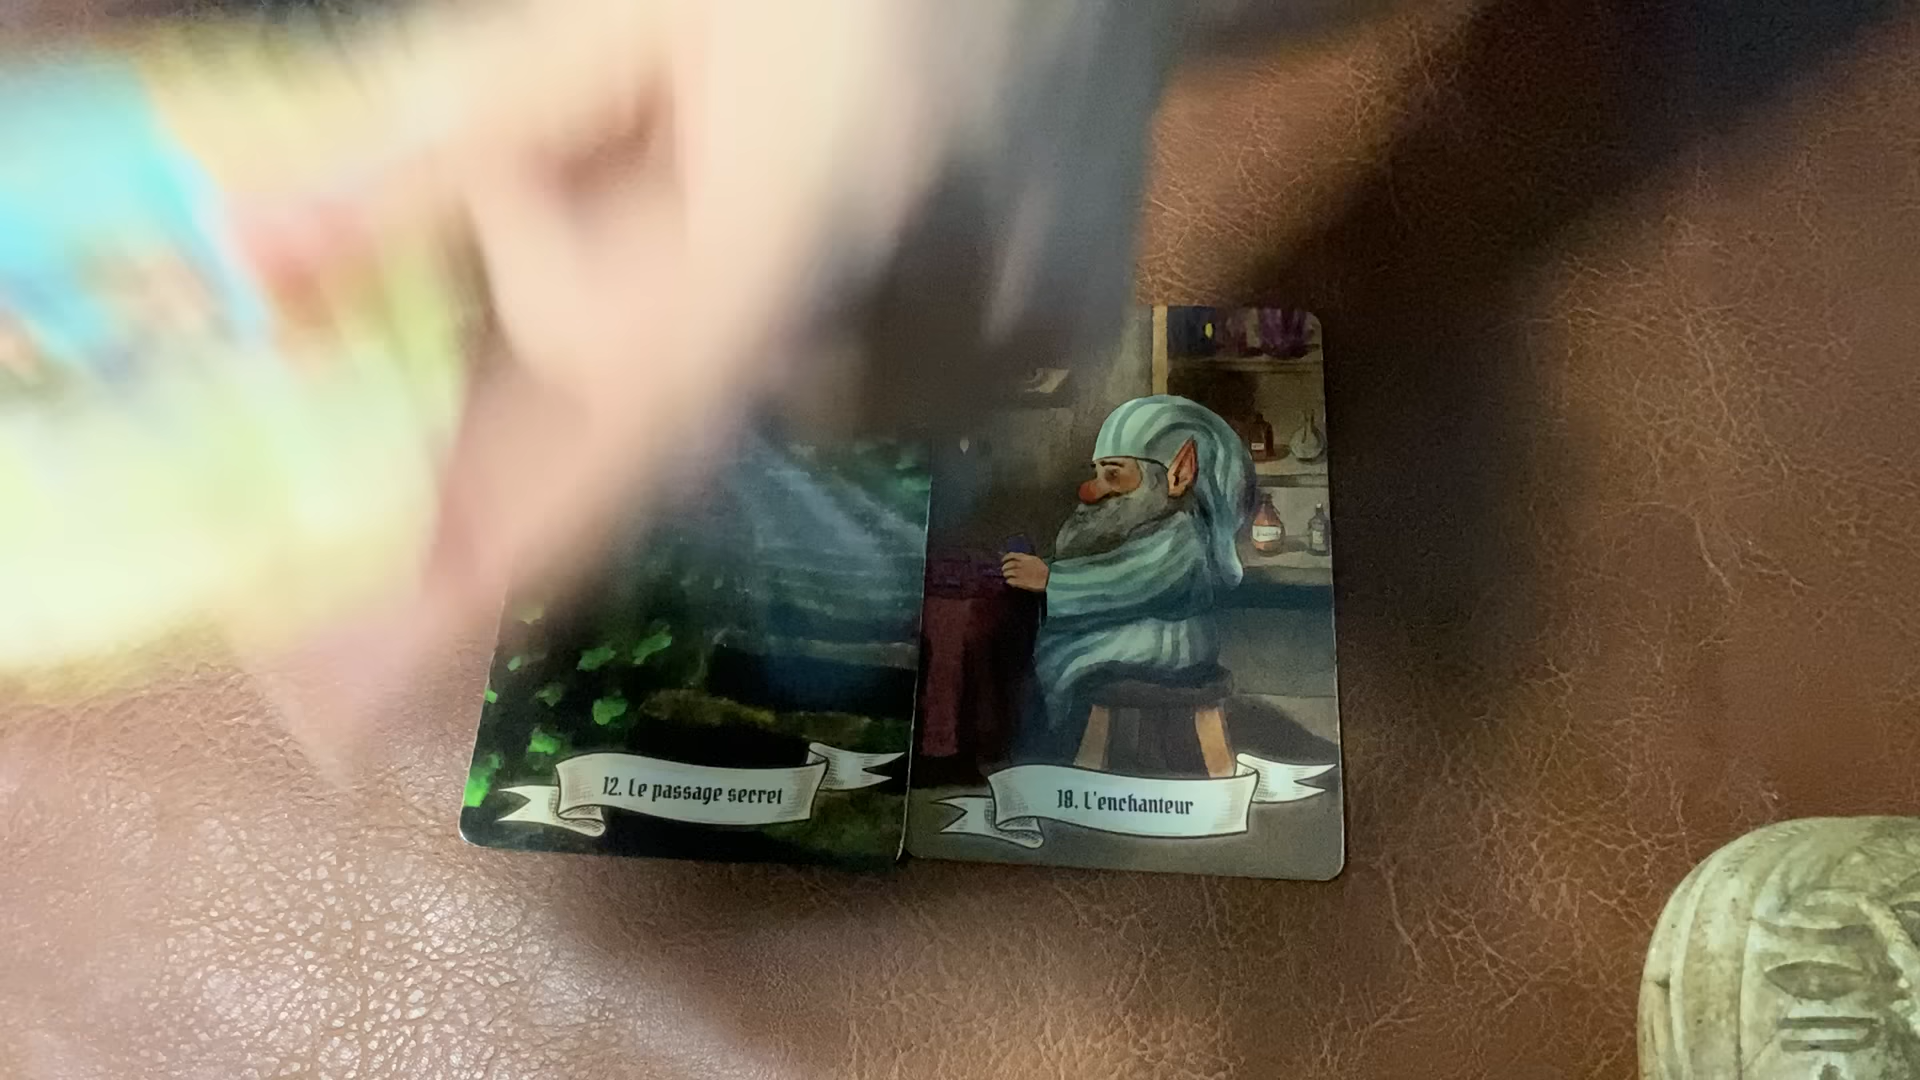 12. Le passage secret
18. L'enchanteur